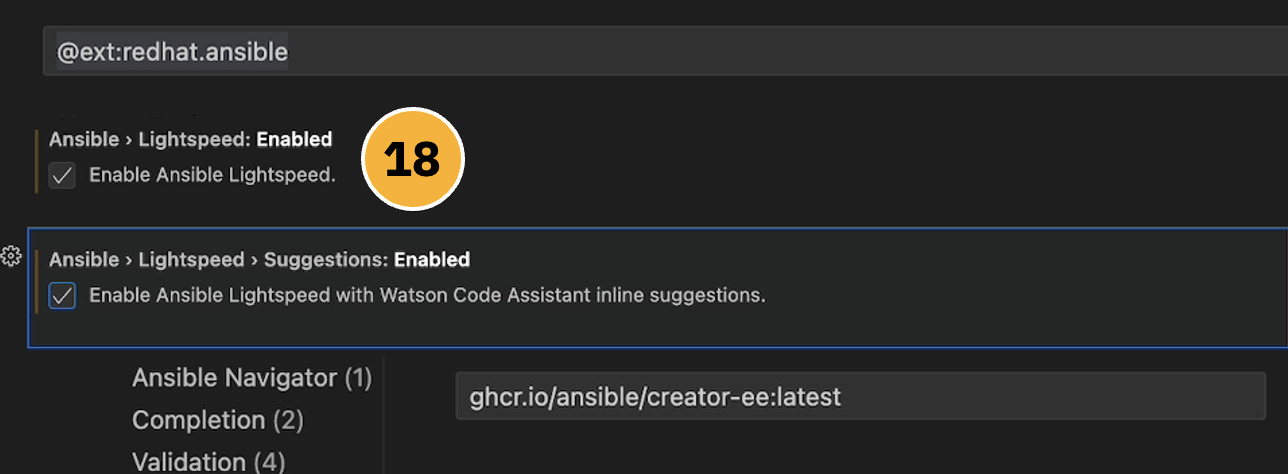 @ext:redhat.ansible
Ansible › Lightspeed: Enabled
18
Enable Ansible Lightspeed.
Ansible › Lightspeed › Suggestions: Enabled
Enable Ansible Lightspeed with Watson Code Assistant inline suggestions.
Ansible Navigator (1)
ghcr.io/ansible/creator-ee:latest
Completion (2)
Validation (4)